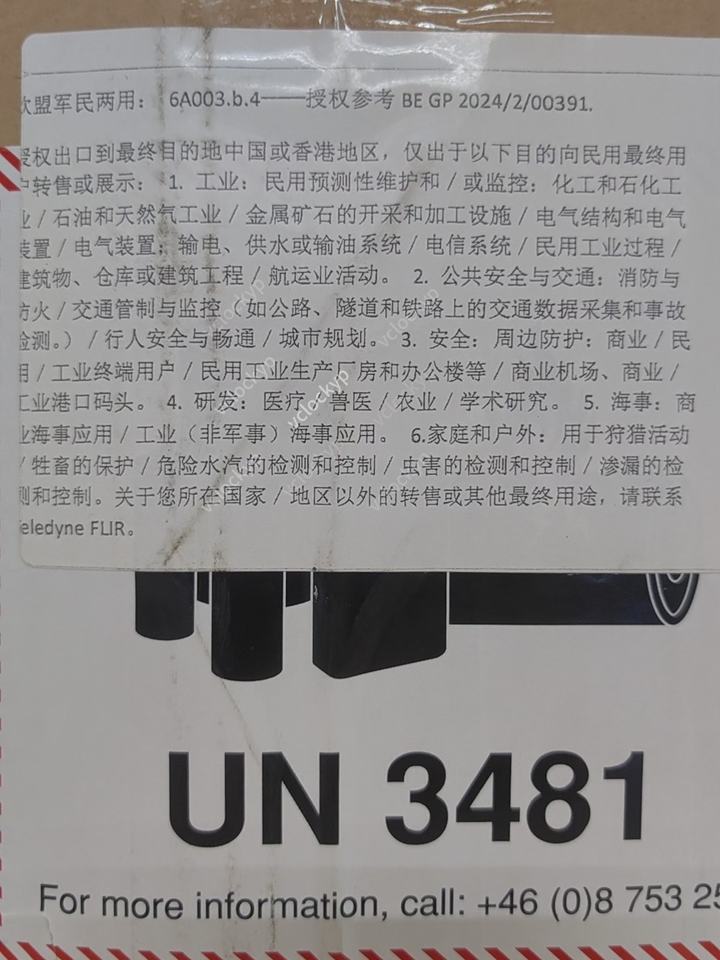 欧盟军民两用： 6A003.b.4——授权参考 BE GP 2024/2/00391.
授权出口到最终目的地中国或香港地区，仅出于以下目的向民用最终用
户转售或展示： 1. 工业：民用预测性维护和 / 或监控：化工和石化工
业 / 石油和天然气工业 / 金属矿石的开采和加工设施 / 电气结构和电气
装置 / 电气装置；输电、供水或输油系统 / 电信系统 / 民用工业过程 /
建筑物、仓库或建筑工程 / 航运业活动。 2. 公共安全与交通：消防与
防火 / 交通管制与监控（如公路、隧道和铁路上的交通数据采集和事故
检测。）/ 行人安全与畅通 / 城市规划。 3. 安全：周边防护：商业 / 民
用 / 工业终端用户 / 民用工业生产厂房和办公楼等 / 商业机场、商业 /
工业港口码头。 4. 研发：医疗 / 兽医 / 农业 / 学术研究。 5. 海事：商
业海事应用 / 工业（非军事）海事应用。 6.家庭和户外：用于狩猎活动
/ 牲畜的保护 / 危险水汽的检测和控制 / 虫害的检测和控制 / 渗漏的检
测和控制。关于您所在国家 / 地区以外的转售或其他最终用途，请联系
Teledyne FLIR。
UN 3481
For more information, call: +46 (0)8 753 25
vclockyp